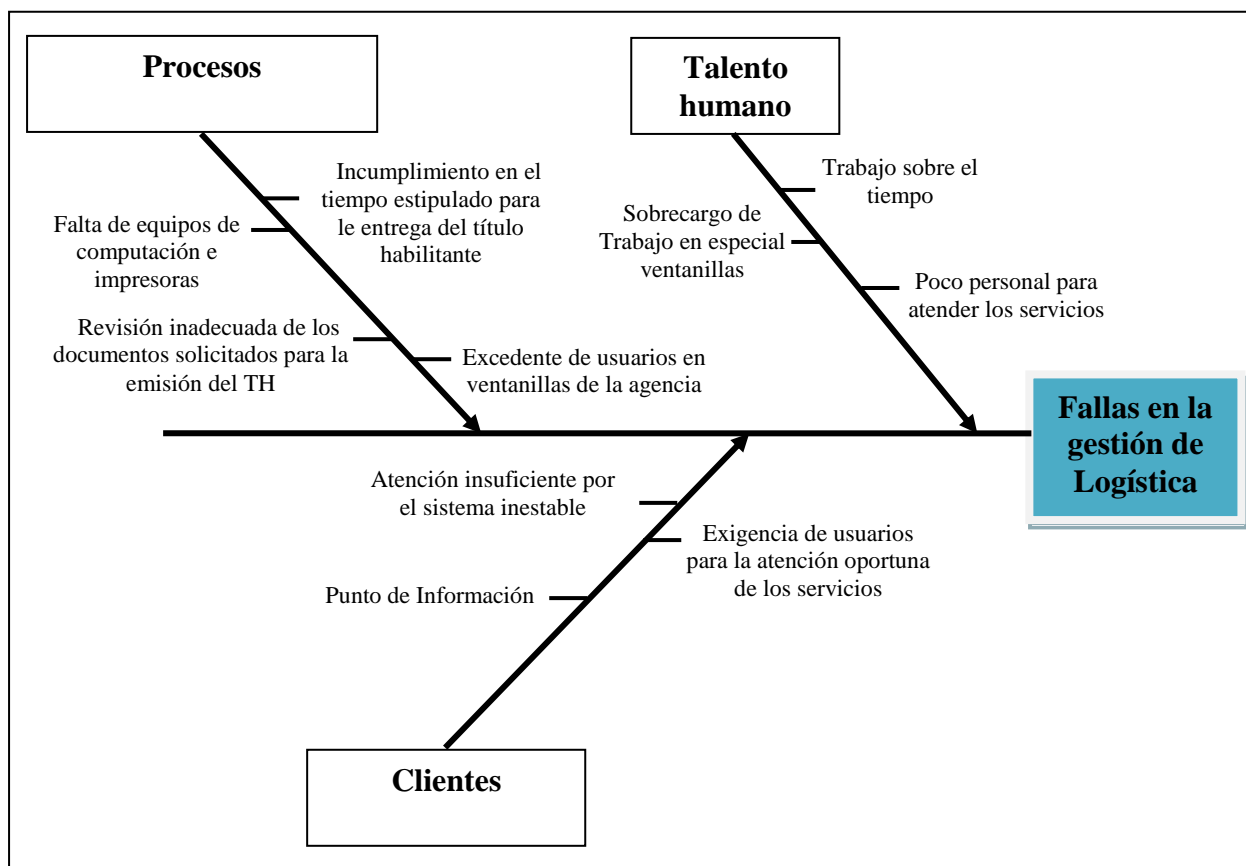 Procesos
Talento
humano
Incumplimiento en el
tiempo estipulado para
le entrega del título
habilitante
Falta de equipos de
computación e
impresoras
Revisión inadecuada de los
documentos solicitados para la
emisión del TH
Excedente de usuarios en
ventanillas de la agencia
Trabajo sobre el
tiempo
Sobrecargo de
Trabajo en especial
ventanillas
Poco personal para
atender los servicios
Fallas en la
gestión de
Logística
Atención insuficiente por
el sistema inestable
Exigencia de usuarios
para la atención oportuna
de los servicios
Punto de Información
Clientes